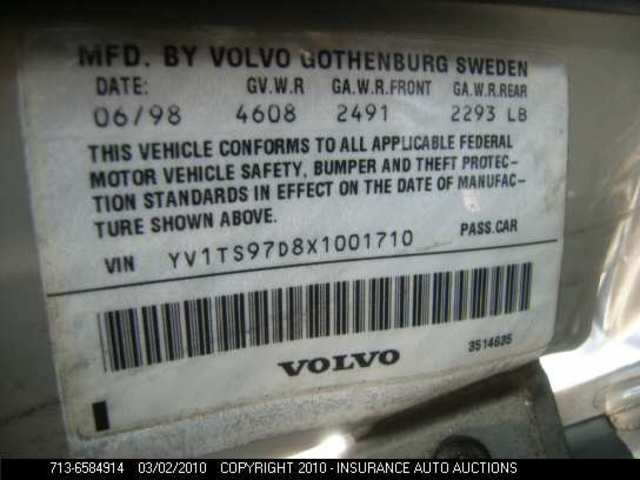 MFD. BY VOLVO GOTHENBURG SWEDEN
DATE: GV.W.R GA.W.R.FRONT GA.W.R.REAR
06/98 4608 2491 2293 LB
THIS VEHICLE CONFORMS TO ALL APPLICABLE FEDERAL
MOTOR VEHICLE SAFETY, BUMPER AND THEFT PROTEC-
TION STANDARDS IN EFFECT ON THE DATE OF MANUFAC-
TURE SHOWN ABOVE.
VIN YV1TS97D8X1001710 PASS.CAR
VOLVO 3514635
713-6584914 03/02/2010 COPYRIGHT 2010 - INSURANCE AUTO AUCTIONS